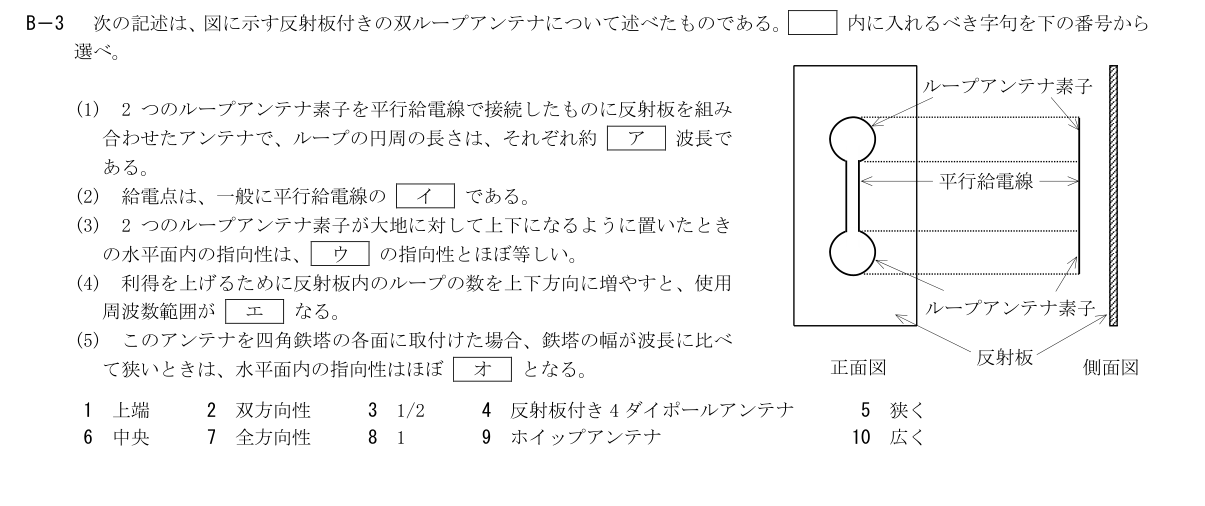 B－3　次の記述は、図に示す反射板付きの双ループアンテナについて述べたものである。　　　内に入れるべき字句を下の番号から
選べ。
(1)　2 つのループアンテナ素子を平行給電線で接続したものに反射板を組み
合わせたアンテナで、ループの円周の長さは、それぞれ約 ア 波長で
ある。
(2)　給電点は、一般に平行給電線の イ である。
(3)　2 つのループアンテナ素子が大地に対して上下になるように置いたとき
の水平面内の指向性は、 ウ の指向性とほぼ等しい。
(4)　利得を上げるために反射板内のループの数を上下方向に増やすと、使用
周波数範囲が エ なる。
(5)　このアンテナを四角鉄塔の各面に取付けた場合、鉄塔の幅が波長に比べ
て狭いときは、水平面内の指向性はほぼ オ となる。
ループアンテナ素子
平行給電線
ループアンテナ素子
反射板
正面図
側面図
1　上端　2　双方向性　3　1/2　4　反射板付き 4 ダイポールアンテナ　5　狭く
6　中央　7　全方向性　8　1　9　ホイップアンテナ　10　広く